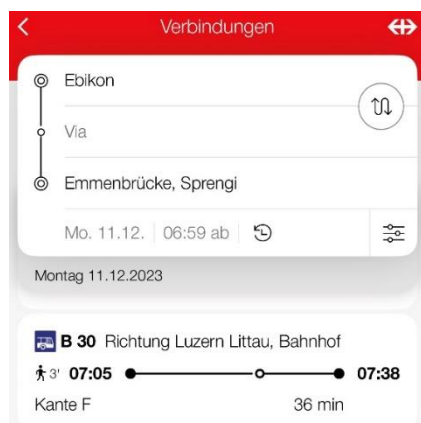 Verbindungen
Ebikon
Via
Emmenbrücke, Sprengi
Mo. 11.12. 06:59 ab
Montag 11.12.2023
B 30 Richtung Luzern Littau, Bahnhof
3' 07:05 07:38
Kante F 36 min